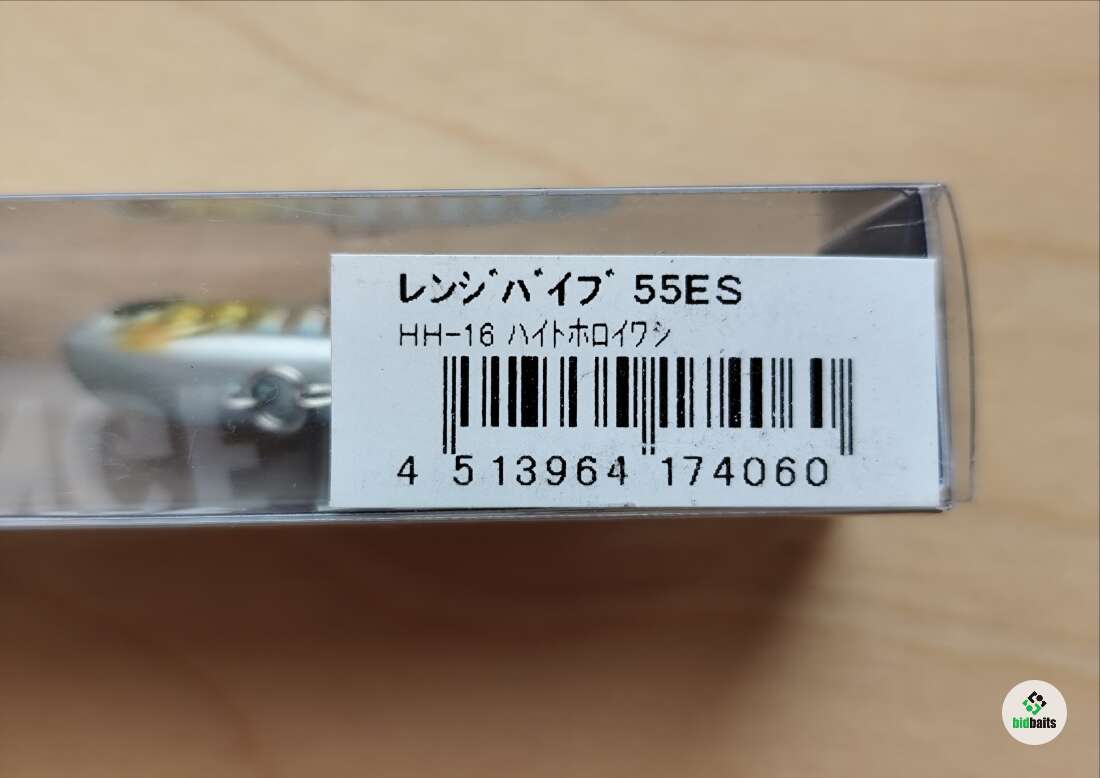 レンジバイブ 55ES
HH-16 ハイトホロイワシ
4 513964 174060
bidbaits